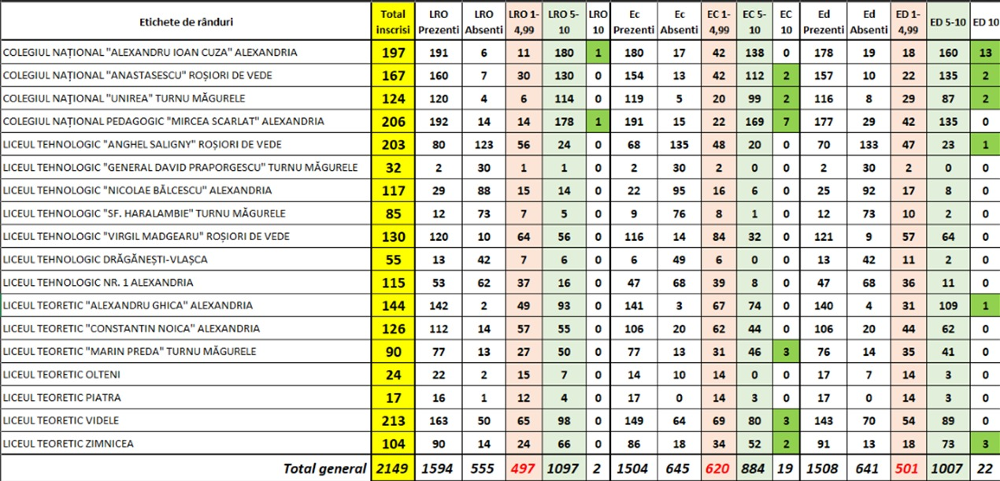 Etichete de rânduri Total inscrisi LRO Prezenti LRO Absenti LRO 1-4,99 LRO 5-10 LRO 10 Ec Prezenti Ec Absenti EC 1-4,99 EC 5-10 EC 10 Ed Prezenti Ed Absenti ED 1-4,99 ED 5-10 ED 10
COLEGIUL NAȚIONAL "ALEXANDRU IOAN CUZA" ALEXANDRIA 197 191 6 11 180 1 180 17 42 138 0 178 19 18 160 13
COLEGIUL NAȚIONAL "ANASTASESCU" ROȘIORI DE VEDE 167 160 7 30 130 0 154 13 42 112 2 157 10 22 135 2
COLEGIUL NAȚIONAL "UNIREA" TURNU MĂGURELE 124 120 4 6 114 0 119 5 20 99 2 116 8 29 87 2
COLEGIUL NAȚIONAL PEDAGOGIC "MIRCEA SCARLAT" ALEXANDRIA 206 192 14 14 178 1 191 15 22 169 7 177 29 42 135 0
LICEUL TEHNOLOGIC "ANGHEL SALIGNY" ROȘIORI DE VEDE 203 80 123 56 24 0 68 135 48 20 0 70 133 47 23 1
LICEUL TEHNOLOGIC "GENERAL DAVID PRAPORGESCU" TURNU MĂGURELE 32 2 30 1 1 0 2 30 2 0 0 2 30 2 0 0
LICEUL TEHNOLOGIC "NICOLAE BĂLCESCU" ALEXANDRIA 117 29 88 15 14 0 22 95 16 6 0 25 92 17 8 0
LICEUL TEHNOLOGIC "SF. HARALAMBIE" TURNU MĂGURELE 85 12 73 7 5 0 9 76 8 1 0 12 73 10 2 0
LICEUL TEHNOLOGIC "VIRGIL MADGEARU" ROȘIORI DE VEDE 130 120 10 64 56 0 116 14 84 32 0 121 9 57 64 0
LICEUL TEHNOLOGIC DRĂGĂNEȘTI-VLAȘCA 55 13 42 7 6 0 6 49 6 0 0 13 42 11 2 0
LICEUL TEHNOLOGIC NR. 1 ALEXANDRIA 115 53 62 37 16 0 47 68 39 8 0 47 68 36 11 0
LICEUL TEORETIC "ALEXANDRU GHICA" ALEXANDRIA 144 142 2 49 93 0 141 3 67 74 0 140 4 31 109 1
LICEUL TEORETIC "CONSTANTIN NOICA" ALEXANDRIA 126 112 14 57 55 0 106 20 62 44 0 106 20 44 62 0
LICEUL TEORETIC "MARIN PREDA" TURNU MĂGURELE 90 77 13 27 50 0 77 13 31 46 3 76 14 35 41 0
LICEUL TEORETIC OLTENI 24 22 2 15 7 0 14 10 14 0 0 17 7 14 3 0
LICEUL TEORETIC PIATRA 17 16 1 12 4 0 17 0 14 3 0 17 0 14 3 0
LICEUL TEORETIC VIDELE 213 163 50 65 98 0 149 64 69 80 3 143 70 54 89 0
LICEUL TEORETIC ZIMNICEA 104 90 14 24 66 0 86 18 34 52 2 91 13 18 73 3
Total general 2149 1594 555 497 1097 2 1504 645 620 884 19 1508 641 501 1007 22